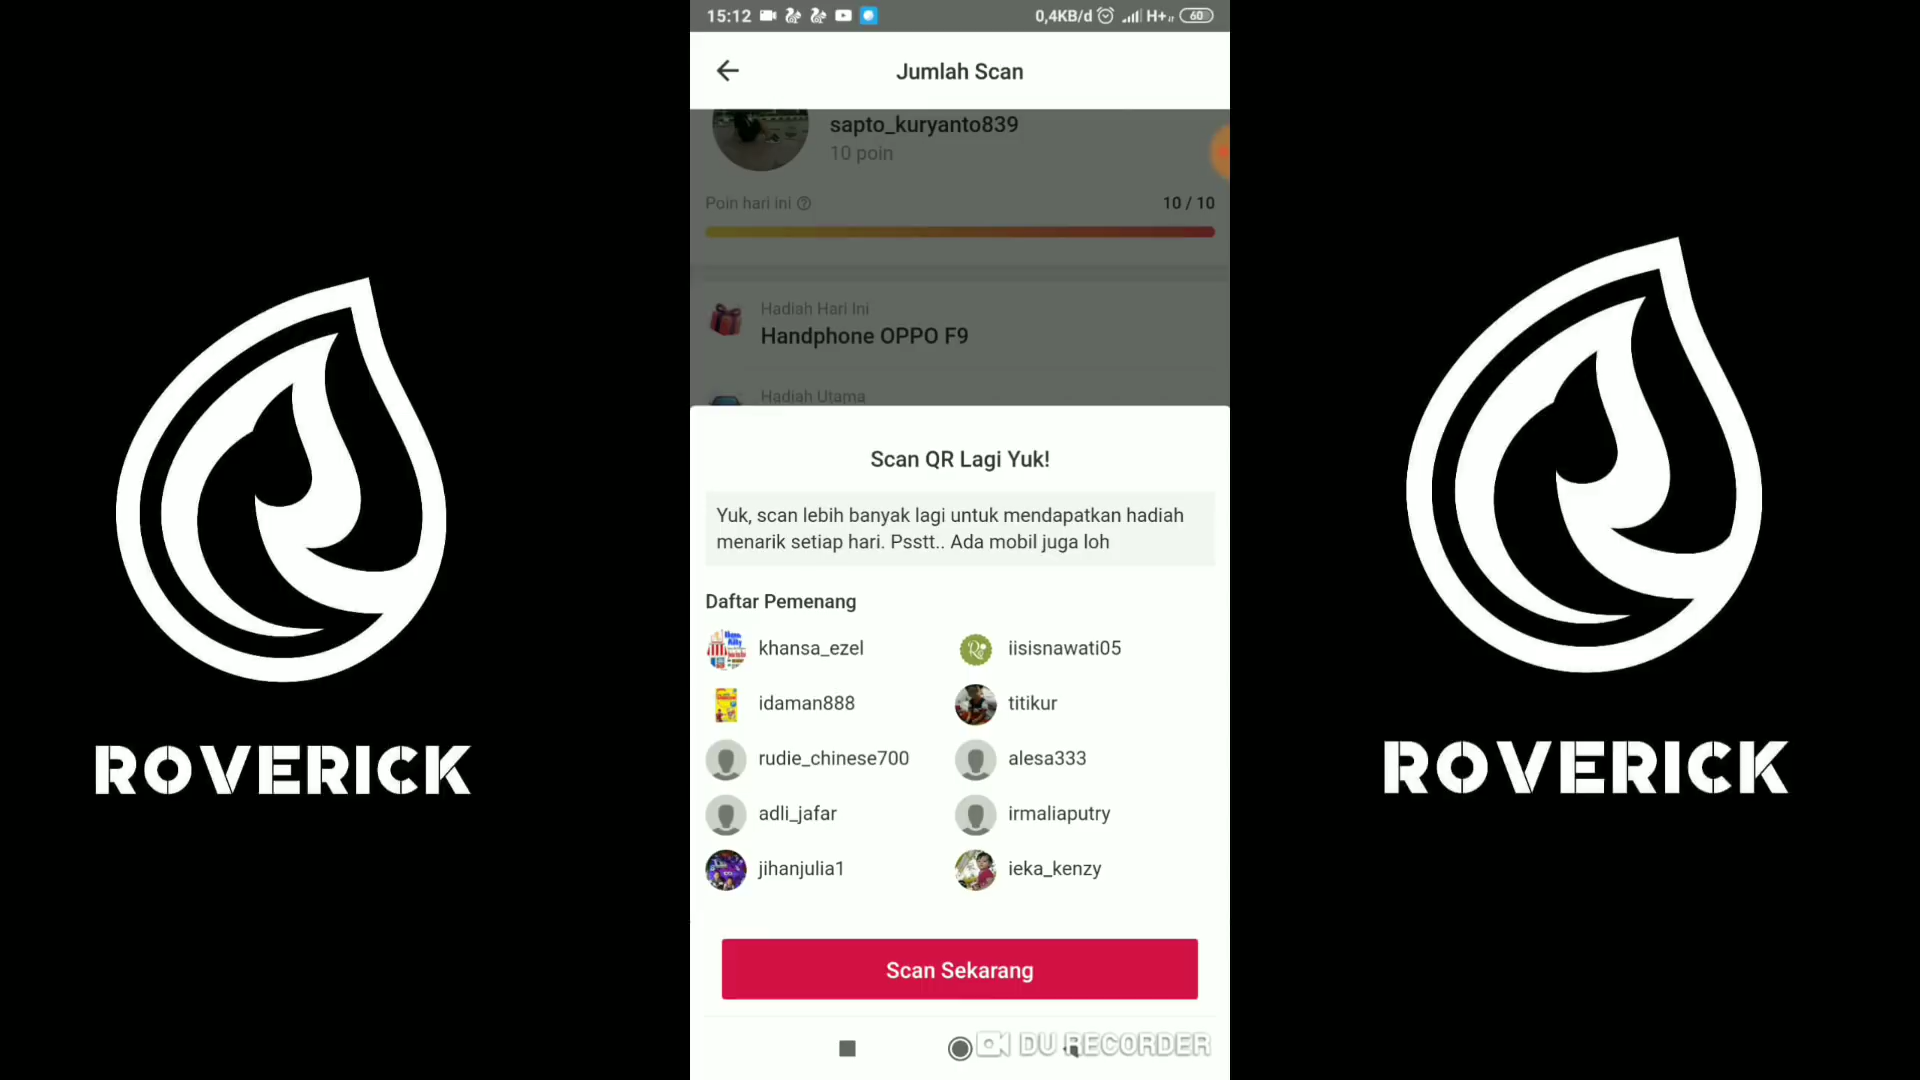 15:12
0,4KB/d
H+
60
Jumlah Scan
sapto_kuryanto839
10 poin
Poin hari ini
10 / 10
Hadiah Hari Ini
Handphone OPPO F9
Hadiah Utama
Scan QR Lagi Yuk!
Yuk, scan lebih banyak lagi untuk mendapatkan hadiah
menarik setiap hari. Psstt.. Ada mobil juga loh
Daftar Pemenang
khansa_ezel
iisisnawati05
idaman888
titikur
rudie_chinese700
alesa333
adli_jafar
irmaliaputry
jihanjulia1
ieka_kenzy
Scan Sekarang
DU RECORDER
ROVERICK
ROVERICK